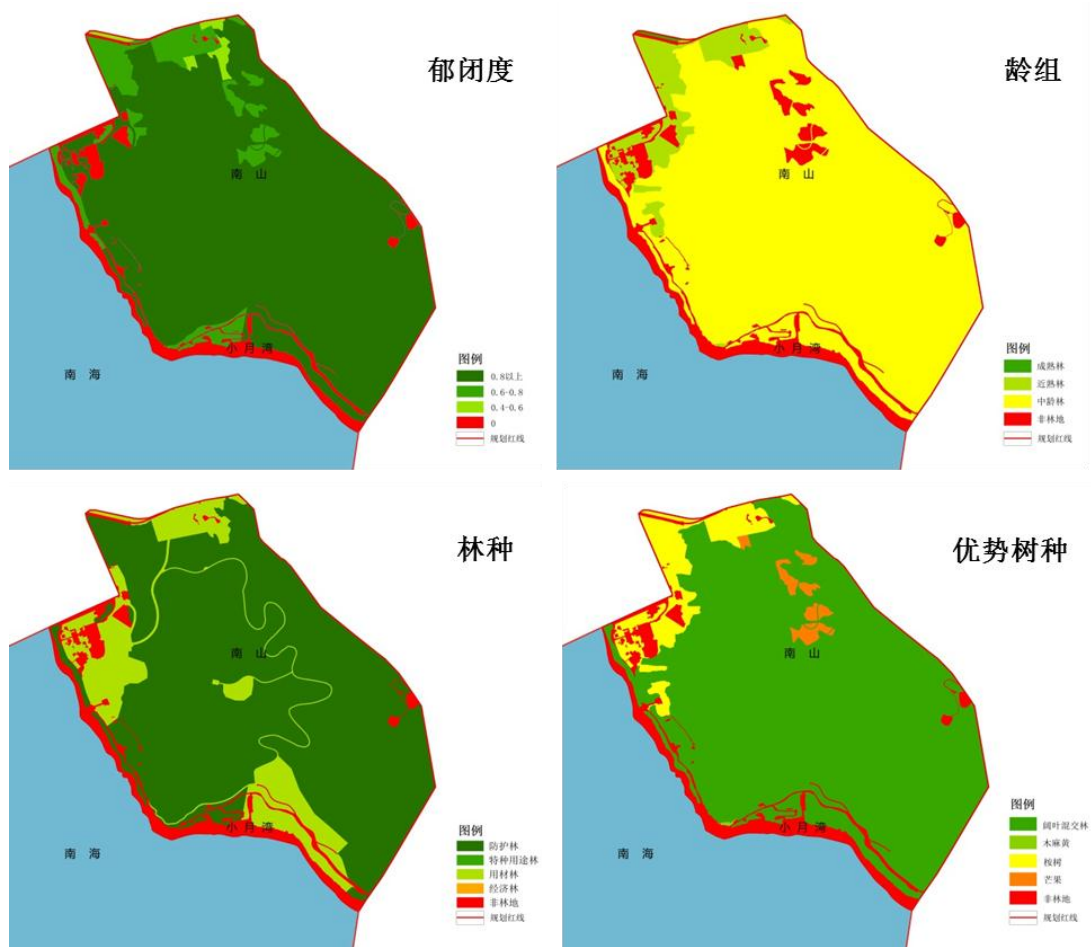 郁闭度
南 山
小 月 湾
南 海
图例
0.8以上
0.6-0.8
0.4-0.6
0
规划红线
龄组
南 山
小 月 湾
南 海
图例
成熟林
近熟林
中龄林
非林地
规划红线
林种
南 山
小 月 湾
南 海
图例
防护林
特种用途林
用材林
经济林
非林地
规划红线
优势树种
南 山
小 月 湾
南 海
图例
阔叶混交林
木麻黄
桉树
芒果
非林地
规划红线